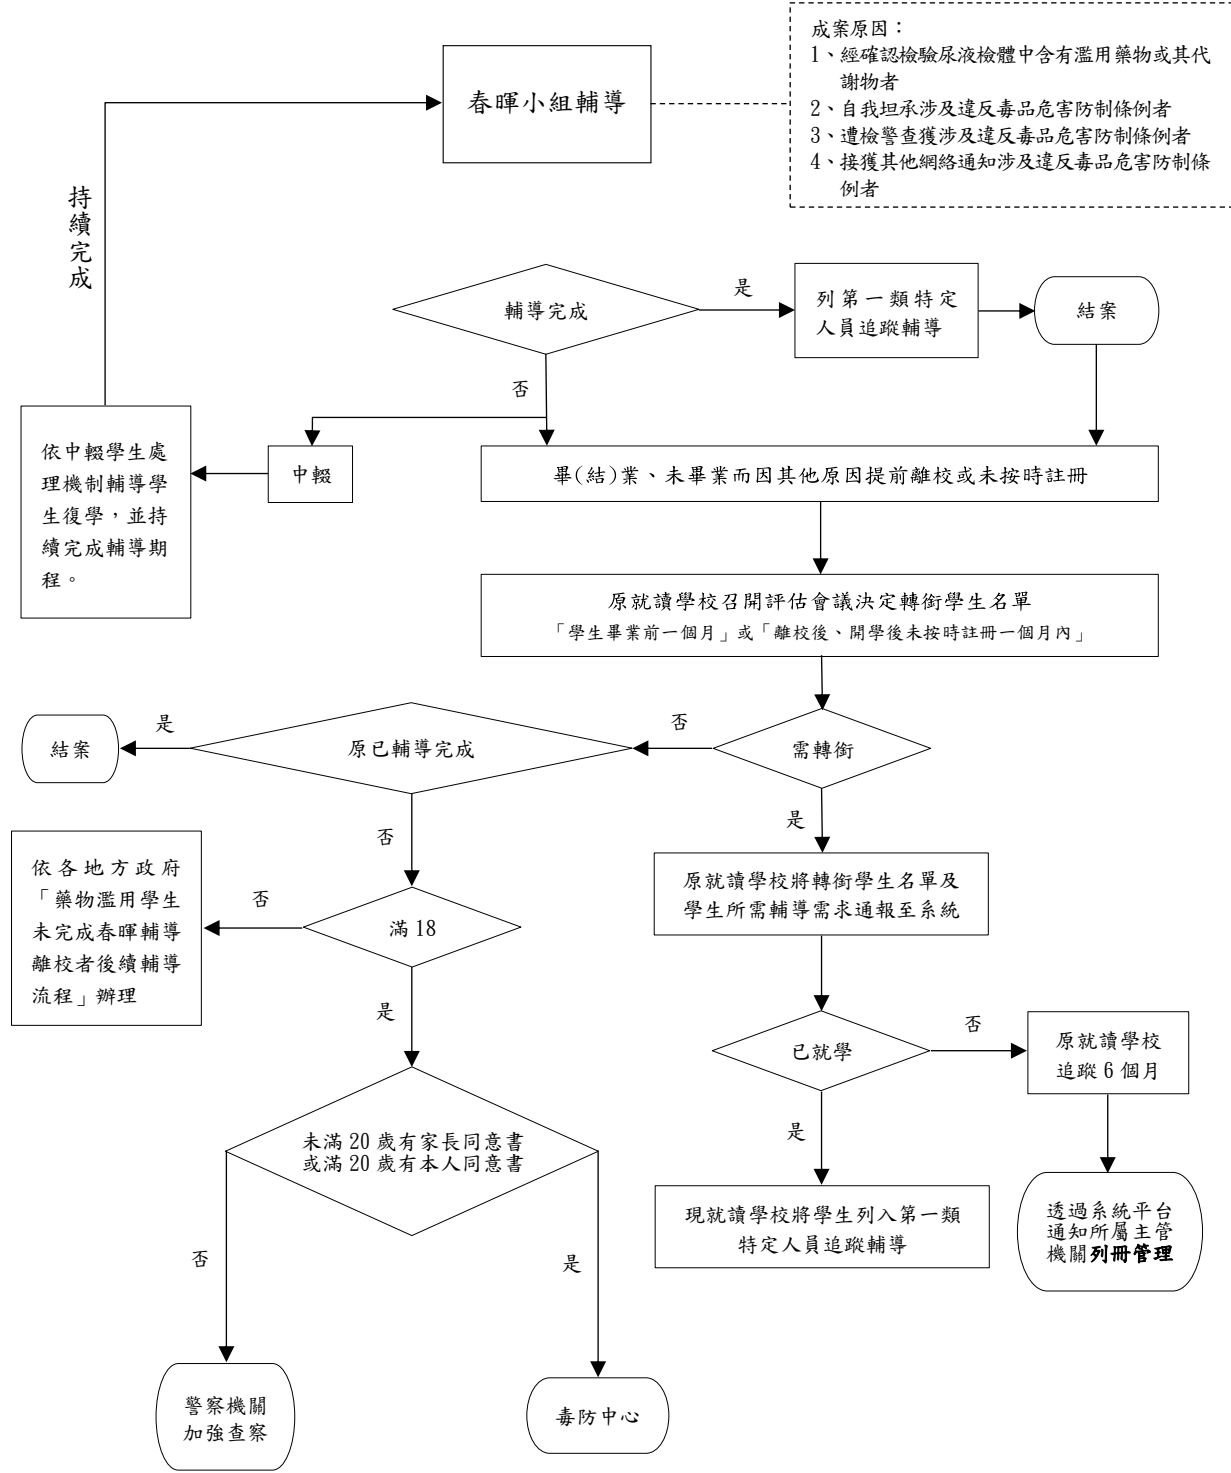 成案原因：
1、經確認檢驗尿液檢體中含有濫用藥物或其代
謝物者
2、自我坦承涉及違反毒品危害防制條例者
3、遭檢警查獲涉及違反毒品危害防制條例者
4、接獲其他網絡通知涉及違反毒品危害防制條
例者
春暉小組輔導
持續完成
輔導完成
是
列第一類特定
人員追蹤輔導
結案
否
依中輟學生處
理機制輔導學
生復學，並持
續完成輔導期
程。
中輟
畢(結)業、未畢業而因其他原因提前離校或未按時註冊
原就讀學校召開評估會議決定轉銜學生名單
「學生畢業前一個月」或「離校後、開學後未按時註冊一個月內」
結案
是
原已輔導完成
否
需轉銜
否
是
依各地方政府
「藥物濫用學生
未完成春暉輔導
離校者後續輔導
流程」辦理
否
滿18
原就讀學校將轉銜學生名單及
學生所需輔導需求通報至系統
是
已就學
否
原就讀學校
追蹤6個月
未滿20歲有家長同意書
或滿20歲有本人同意書
是
現就讀學校將學生列入第一類
特定人員追蹤輔導
透過系統平台
通知所屬主管
機關列冊管理
否
是
警察機關
加強查察
毒防中心